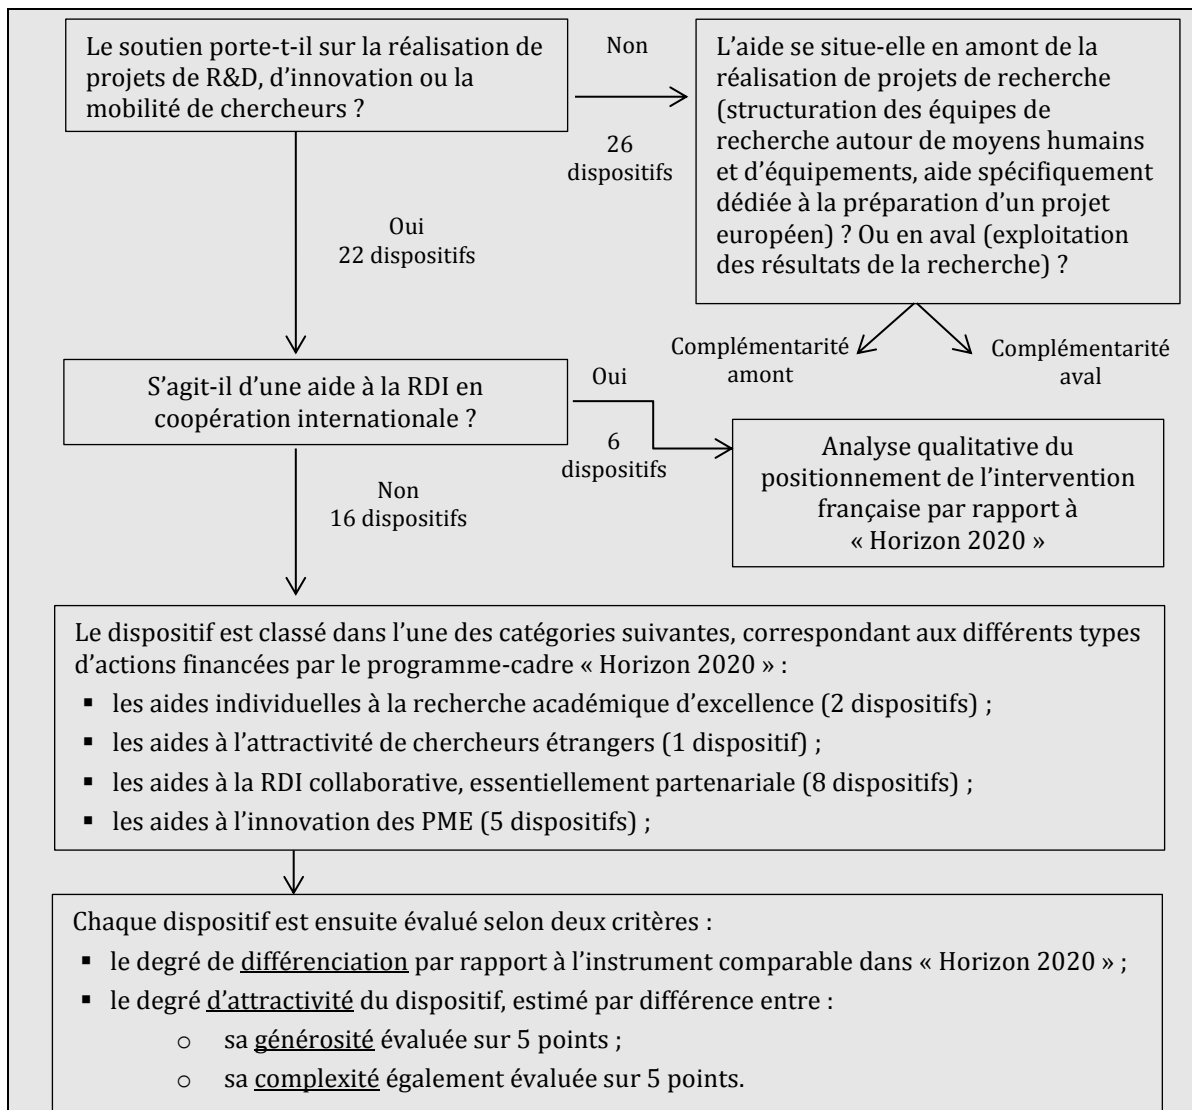 Le soutien porte-t-il sur la réalisation de
projets de R&D, d’innovation ou la
mobilité de chercheurs ?
Non
26
dispositifs
L’aide se situe-elle en amont de la
réalisation de projets de recherche
(structuration des équipes de
recherche autour de moyens humains
et d’équipements, aide spécifiquement
dédiée à la préparation d’un projet
européen) ? Ou en aval (exploitation
des résultats de la recherche) ?
Oui
22 dispositifs
Complémentarité
amont
Complémentarité
aval
S’agit-il d’une aide à la RDI en
coopération internationale ?
Oui
6
dispositifs
Analyse qualitative du
positionnement de l’intervention
française par rapport à
« Horizon 2020 »
Non
16 dispositifs
Le dispositif est classé dans l’une des catégories suivantes, correspondant aux différents types
d’actions financées par le programme-cadre « Horizon 2020 » :
▪ les aides individuelles à la recherche académique d’excellence (2 dispositifs) ;
▪ les aides à l’attractivité de chercheurs étrangers (1 dispositif) ;
▪ les aides à la RDI collaborative, essentiellement partenariale (8 dispositifs) ;
▪ les aides à l’innovation des PME (5 dispositifs) ;
Chaque dispositif est ensuite évalué selon deux critères :
▪ le degré de différenciation par rapport à l’instrument comparable dans « Horizon 2020 » ;
▪ le degré d’attractivité du dispositif, estimé par différence entre :
o sa générosité évaluée sur 5 points ;
o sa complexité également évaluée sur 5 points.